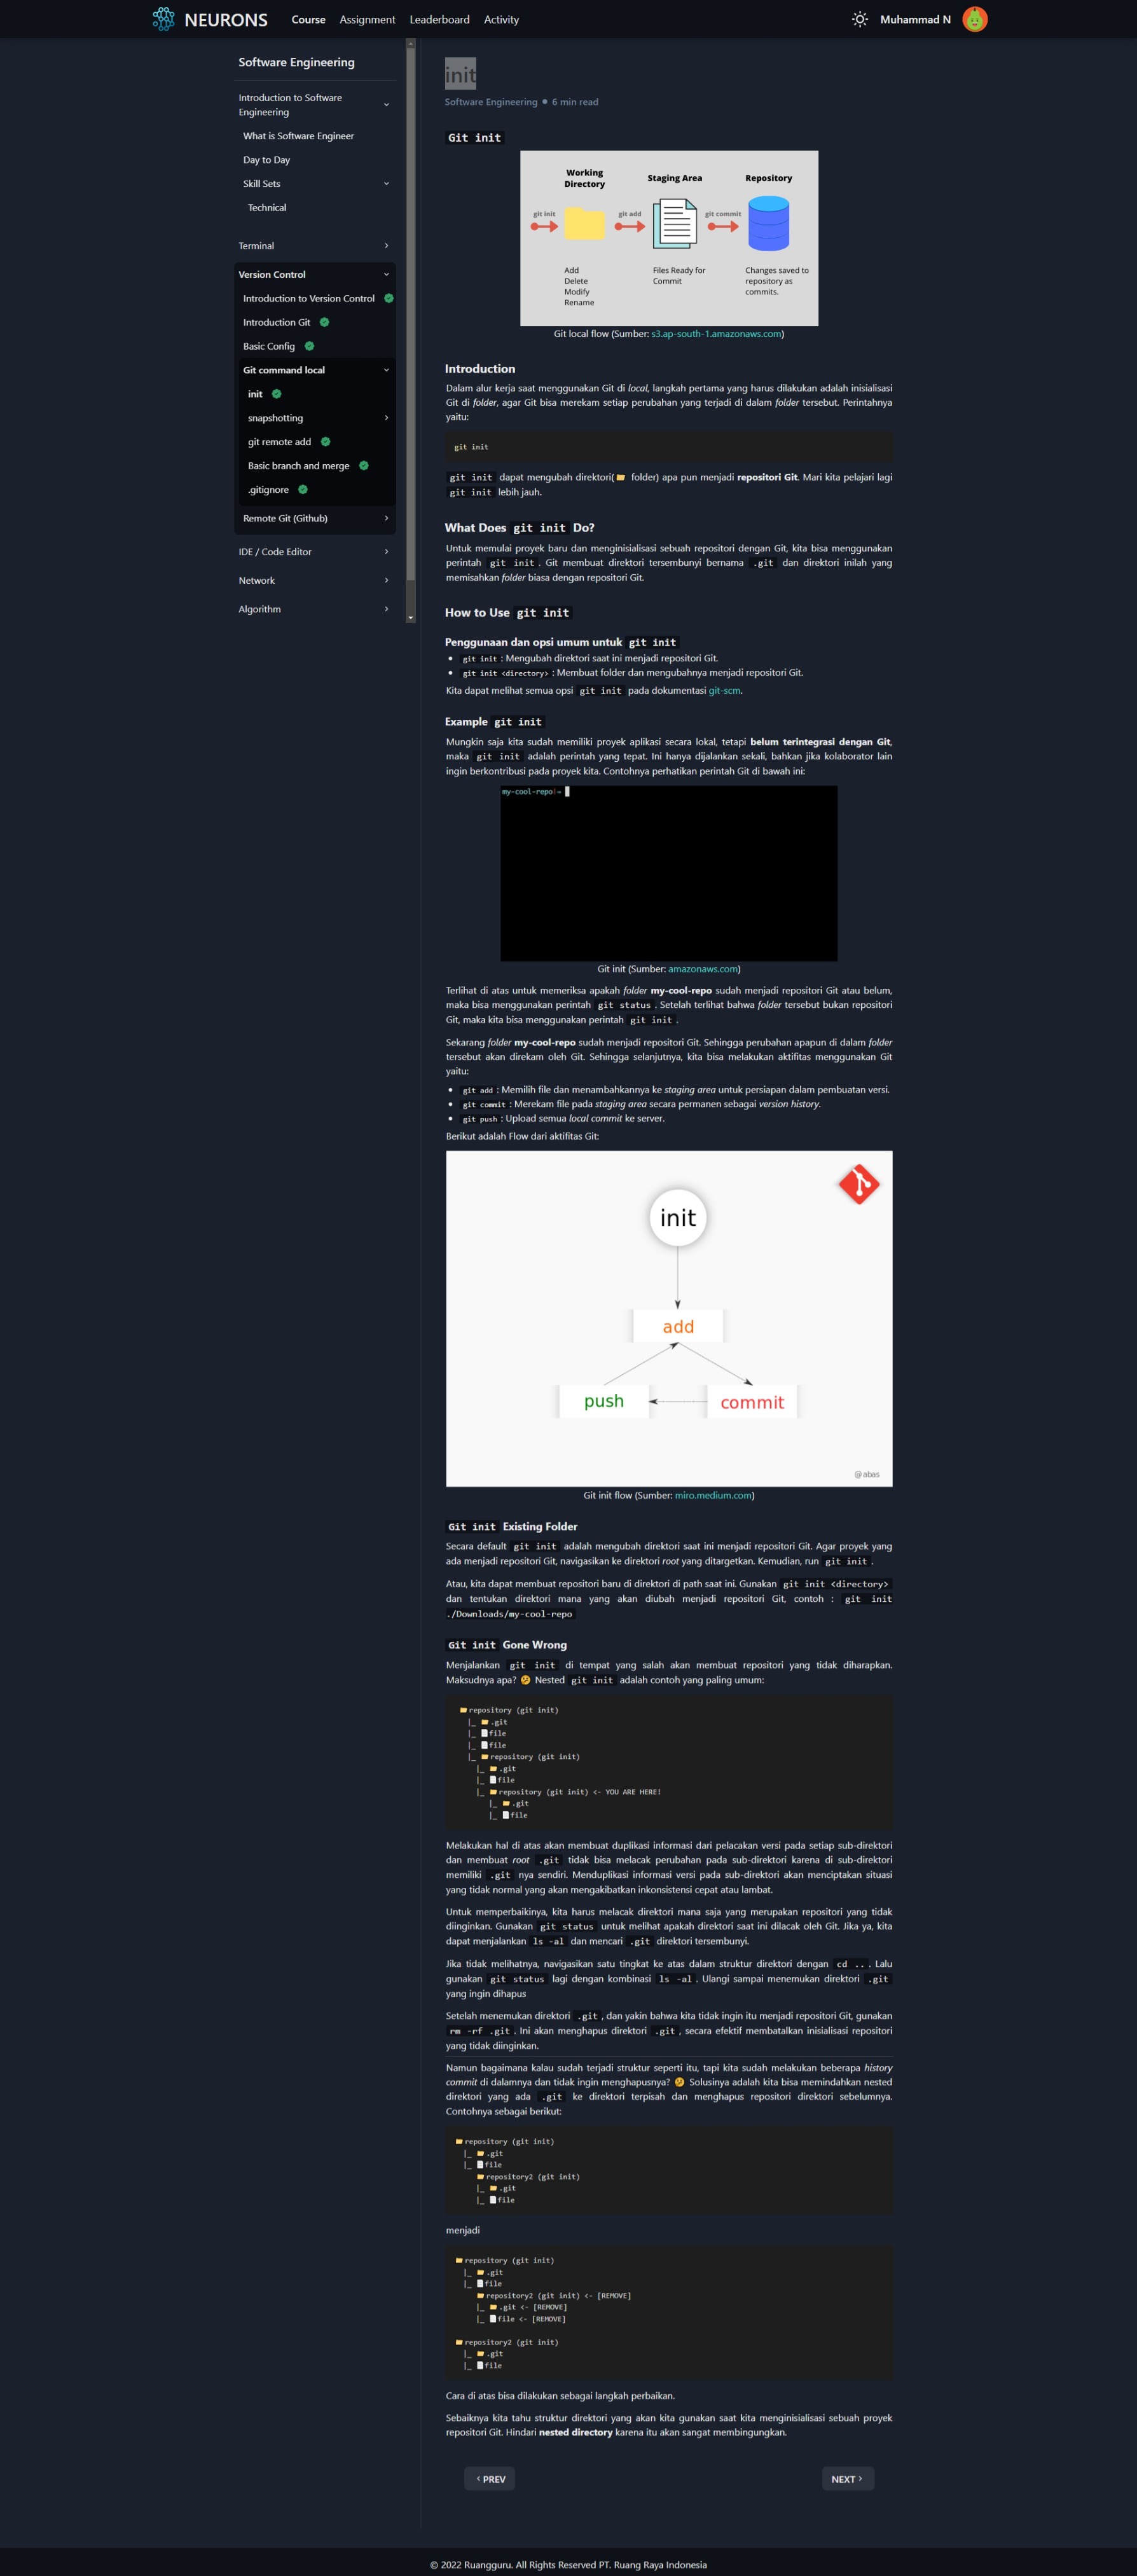 NEURONS
Course
Assignment
Leaderboard
Activity
Muhammad N
Software Engineering
Introduction to Software
Engineering
What is Software Engineer
Day to Day
Skill Sets
Technical
Terminal
Version Control
Introduction to Version Control
Introduction Git
Basic Config
Git command local
init
snapshotting
git remote add
Basic branch and merge
.gitignore
Remote Git (Github)
IDE / Code Editor
Network
Algorithm
init
Software Engineering • 6 min read
Git init
Working
Directory
Staging Area
Repository
git init
git add
git commit
Add
Delete
Modify
Rename
Files Ready for
Commit
Changes saved to
repository as
commits.
Git local flow (Sumber: s3.ap-south-1.amazonaws.com)
Introduction
Dalam alur kerja saat menggunakan Git di local, langkah pertama yang harus dilakukan adalah inisialisasi
Git di folder, agar Git bisa merekam setiap perubahan yang terjadi di dalam folder tersebut. Perintahnya
yaitu:
git init
git init dapat mengubah direktori(📂 folder) apa pun menjadi repositori Git. Mari kita pelajari lagi
git init lebih jauh.
What Does git init Do?
Untuk memulai proyek baru dan menginisialisasi sebuah repositori dengan Git, kita bisa menggunakan
perintah git init. Git membuat direktori tersembunyi bernama .git dan direktori inilah yang
memisahkan folder biasa dengan repositori Git.
How to Use git init
Penggunaan dan opsi umum untuk git init
• git init : Mengubah direktori saat ini menjadi repositori Git.
• git init <directory> : Membuat folder dan mengubahnya menjadi repositori Git.
Kita dapat melihat semua opsi git init pada dokumentasi git-scm.
Example git init
Mungkin saja kita sudah memiliki proyek aplikasi secara lokal, tetapi belum terintegrasi dengan Git,
maka git init adalah perintah yang tepat. Ini hanya dijalankan sekali, bahkan jika kolaborator lain
ingin berkontribusi pada proyek kita. Contohnya perhatikan perintah Git di bawah ini:
my-cool-repo|⇒
Git init (Sumber: amazonaws.com)
Terlihat di atas untuk memeriksa apakah folder my-cool-repo sudah menjadi repositori Git atau belum,
maka bisa menggunakan perintah git status. Setelah terlihat bahwa folder tersebut bukan repositori
Git, maka kita bisa menggunakan perintah git init.
Sekarang folder my-cool-repo sudah menjadi repositori Git. Sehingga perubahan apapun di dalam folder
tersebut akan direkam oleh Git. Sehingga selanjutnya, kita bisa melakukan aktifitas menggunakan Git
yaitu:
• git add : Memilih file dan menambahkannya ke staging area untuk persiapan dalam pembuatan versi.
• git commit : Merekam file pada staging area secara permanen sebagai version history.
• git push : Upload semua local commit ke server.
Berikut adalah Flow dari aktifitas Git:
init
add
push
commit
@abas
Git init flow (Sumber: miro.medium.com)
Git init Existing Folder
Secara default git init adalah mengubah direktori saat ini menjadi repositori Git. Agar proyek yang
ada menjadi repositori Git, navigasikan ke direktori root yang ditargetkan. Kemudian, run git init.
Atau, kita dapat membuat repositori baru di direktori di path saat ini. Gunakan git init <directory>
dan tentukan direktori mana yang akan diubah menjadi repositori Git, contoh : git init
./Downloads/my-cool-repo
Git init Gone Wrong
Menjalankan git init di tempat yang salah akan membuat repositori yang tidak diharapkan.
Maksudnya apa? 🤔 Nested git init adalah contoh yang paling umum:
📂repository (git init)
|_ 📂.git
|_ 📄file
|_ 📄file
|_ 📂repository (git init)
|_ 📂.git
|_ 📄file
|_ 📂repository (git init) <- YOU ARE HERE!
|_ 📂.git
|_ 📄file
Melakukan hal di atas akan membuat duplikasi informasi dari pelacakan versi pada setiap sub-direktori
dan membuat root .git tidak bisa melacak perubahan pada sub-direktori karena di sub-direktori
memiliki .git nya sendiri. Menduplikasi informasi versi pada sub-direktori akan menciptakan situasi
yang tidak normal yang akan mengakibatkan inkonsistensi cepat atau lambat.
Untuk memperbaikinya, kita harus melacak direktori mana saja yang merupakan repositori yang tidak
diinginkan. Gunakan git status untuk melihat apakah direktori saat ini dilacak oleh Git. Jika ya, kita
dapat menjalankan ls -al dan mencari .git direktori tersembunyi.
Jika tidak melihatnya, navigasikan satu tingkat ke atas dalam struktur direktori dengan cd ... Lalu
gunakan git status lagi dengan kombinasi ls -al. Ulangi sampai menemukan direktori .git
yang ingin dihapus
Setelah menemukan direktori .git, dan yakin bahwa kita tidak ingin itu menjadi repositori Git, gunakan
rm -rf .git. Ini akan menghapus direktori .git, secara efektif membatalkan inisialisasi repositori
yang tidak diinginkan.
Namun bagaimana kalau sudah terjadi struktur seperti itu, tapi kita sudah melakukan beberapa history
commit di dalamnya dan tidak ingin menghapusnya? 🤔 Solusinya adalah kita bisa memindahkan nested
direktori yang ada .git ke direktori terpisah dan menghapus repositori direktori sebelumnya.
Contohnya sebagai berikut:
📂repository (git init)
|_ 📂.git
|_ 📄file
📂repository2 (git init)
|_ 📂.git
|_ 📄file
menjadi
📂repository (git init)
|_ 📂.git
|_ 📄file
📂repository2 (git init) <- [REMOVE]
|_ 📂.git <- [REMOVE]
|_ 📄file <- [REMOVE]
📂repository2 (git init)
|_ 📂.git
|_ 📄file
Cara di atas bisa dilakukan sebagai langkah perbaikan.
Sebaiknya kita tahu struktur direktori yang akan kita gunakan saat kita menginisialisasi sebuah proyek
repositori Git. Hindari nested directory karena itu akan sangat membingungkan.
‹ PREV
NEXT ›
© 2022 Ruangguru. All Rights Reserved PT. Ruang Raya Indonesia